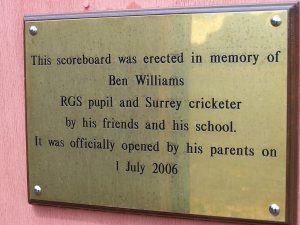 This scoreboard was erected in memory of
Ben Williams
RGS pupil and Surrey cricketer
by his friends and his school.
It was officially opened by his parents on
1 July 2006